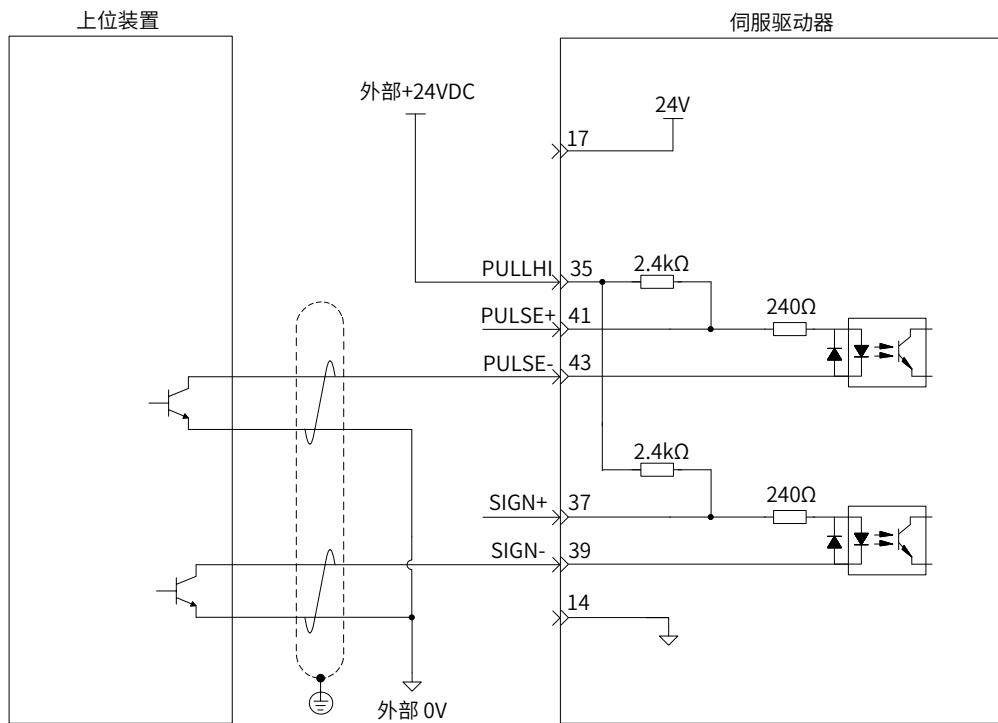 上位装置
伺服驱动器
外部+24VDC
24V
17
PULLHI
35
2.4kΩ
PULSE+
41
240Ω
PULSE-
43
2.4kΩ
SIGN+
37
240Ω
SIGN-
39
14
外部 0V